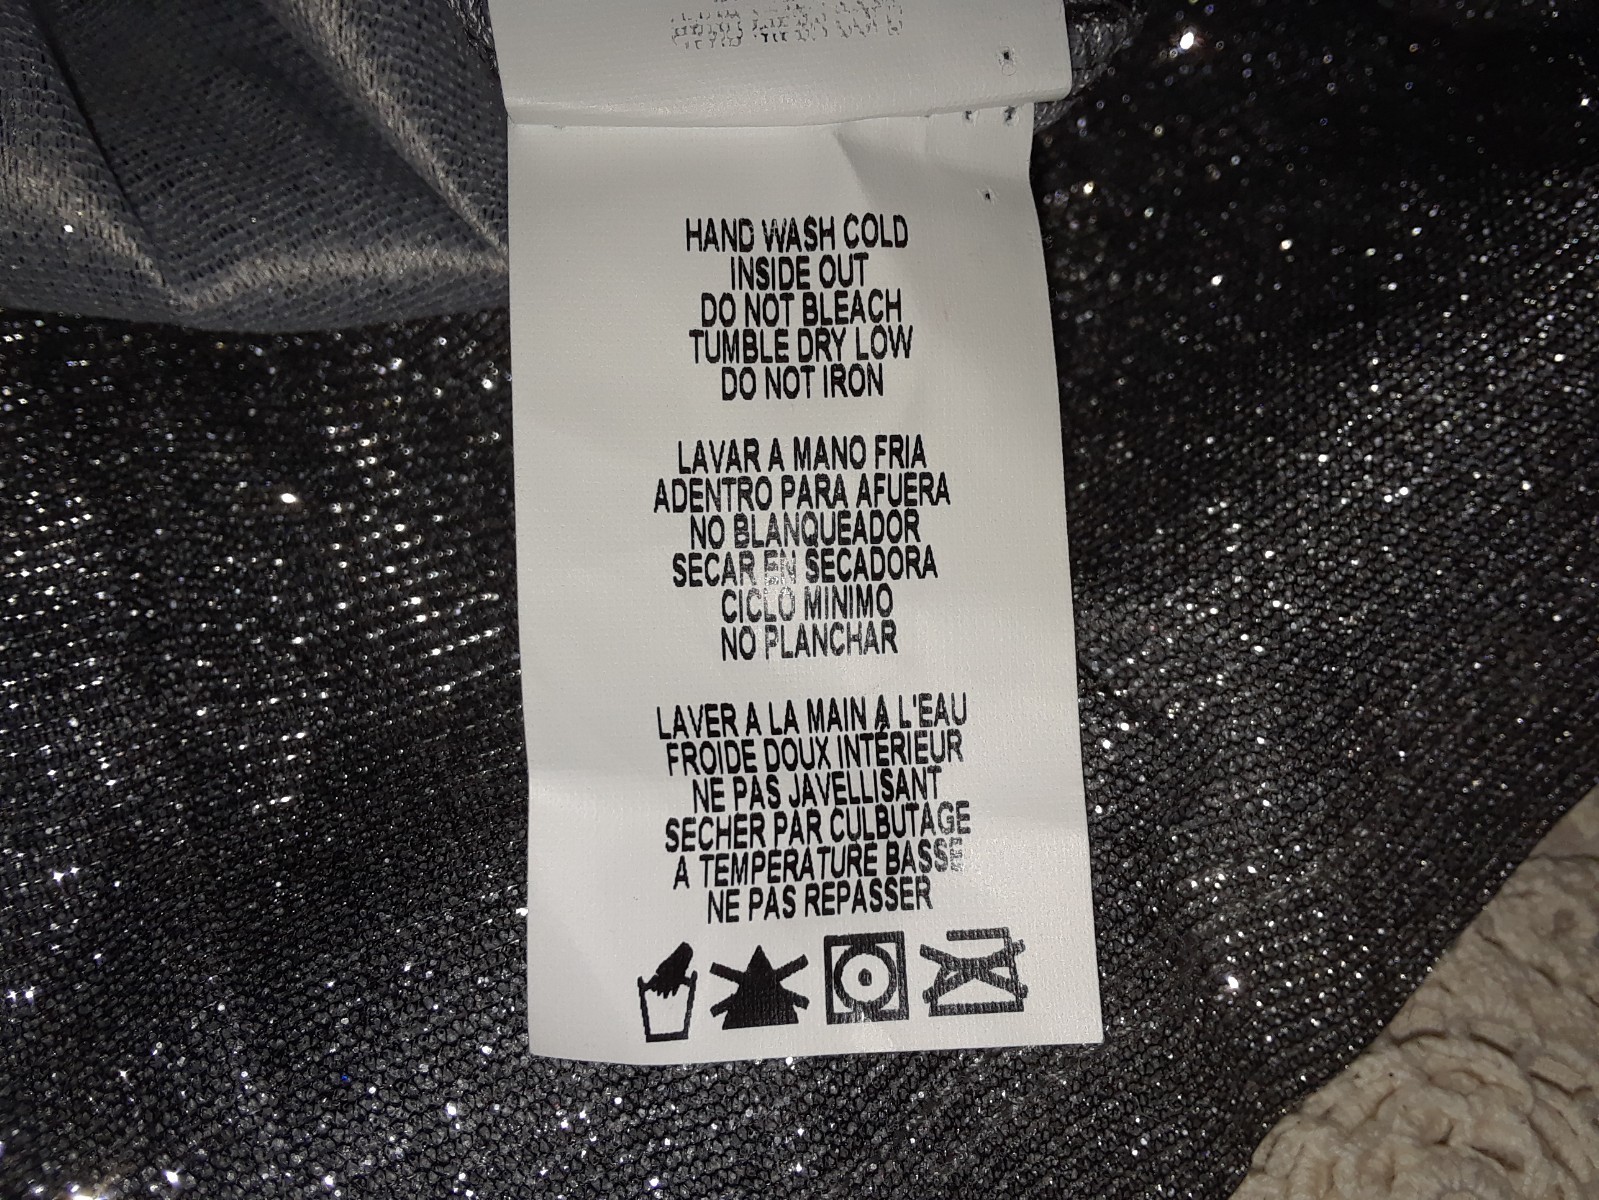 HAND WASH COLD
INSIDE OUT
DO NOT BLEACH
TUMBLE DRY LOW
DO NOT IRON
LAVAR A MANO FRIA
ADENTRO PARA AFUERA
NO BLANQUEADOR
SECAR EN SECADORA
CICLO MINIMO
NO PLANCHAR
LAVER A LA MAIN Á L'EAU
FROIDE DOUX INTÉRIEUR
NE PAS JAVELLISANT
SECHER PAR CULBUTAGE
A TEMPERATURE BASSE
NE PAS REPASSER